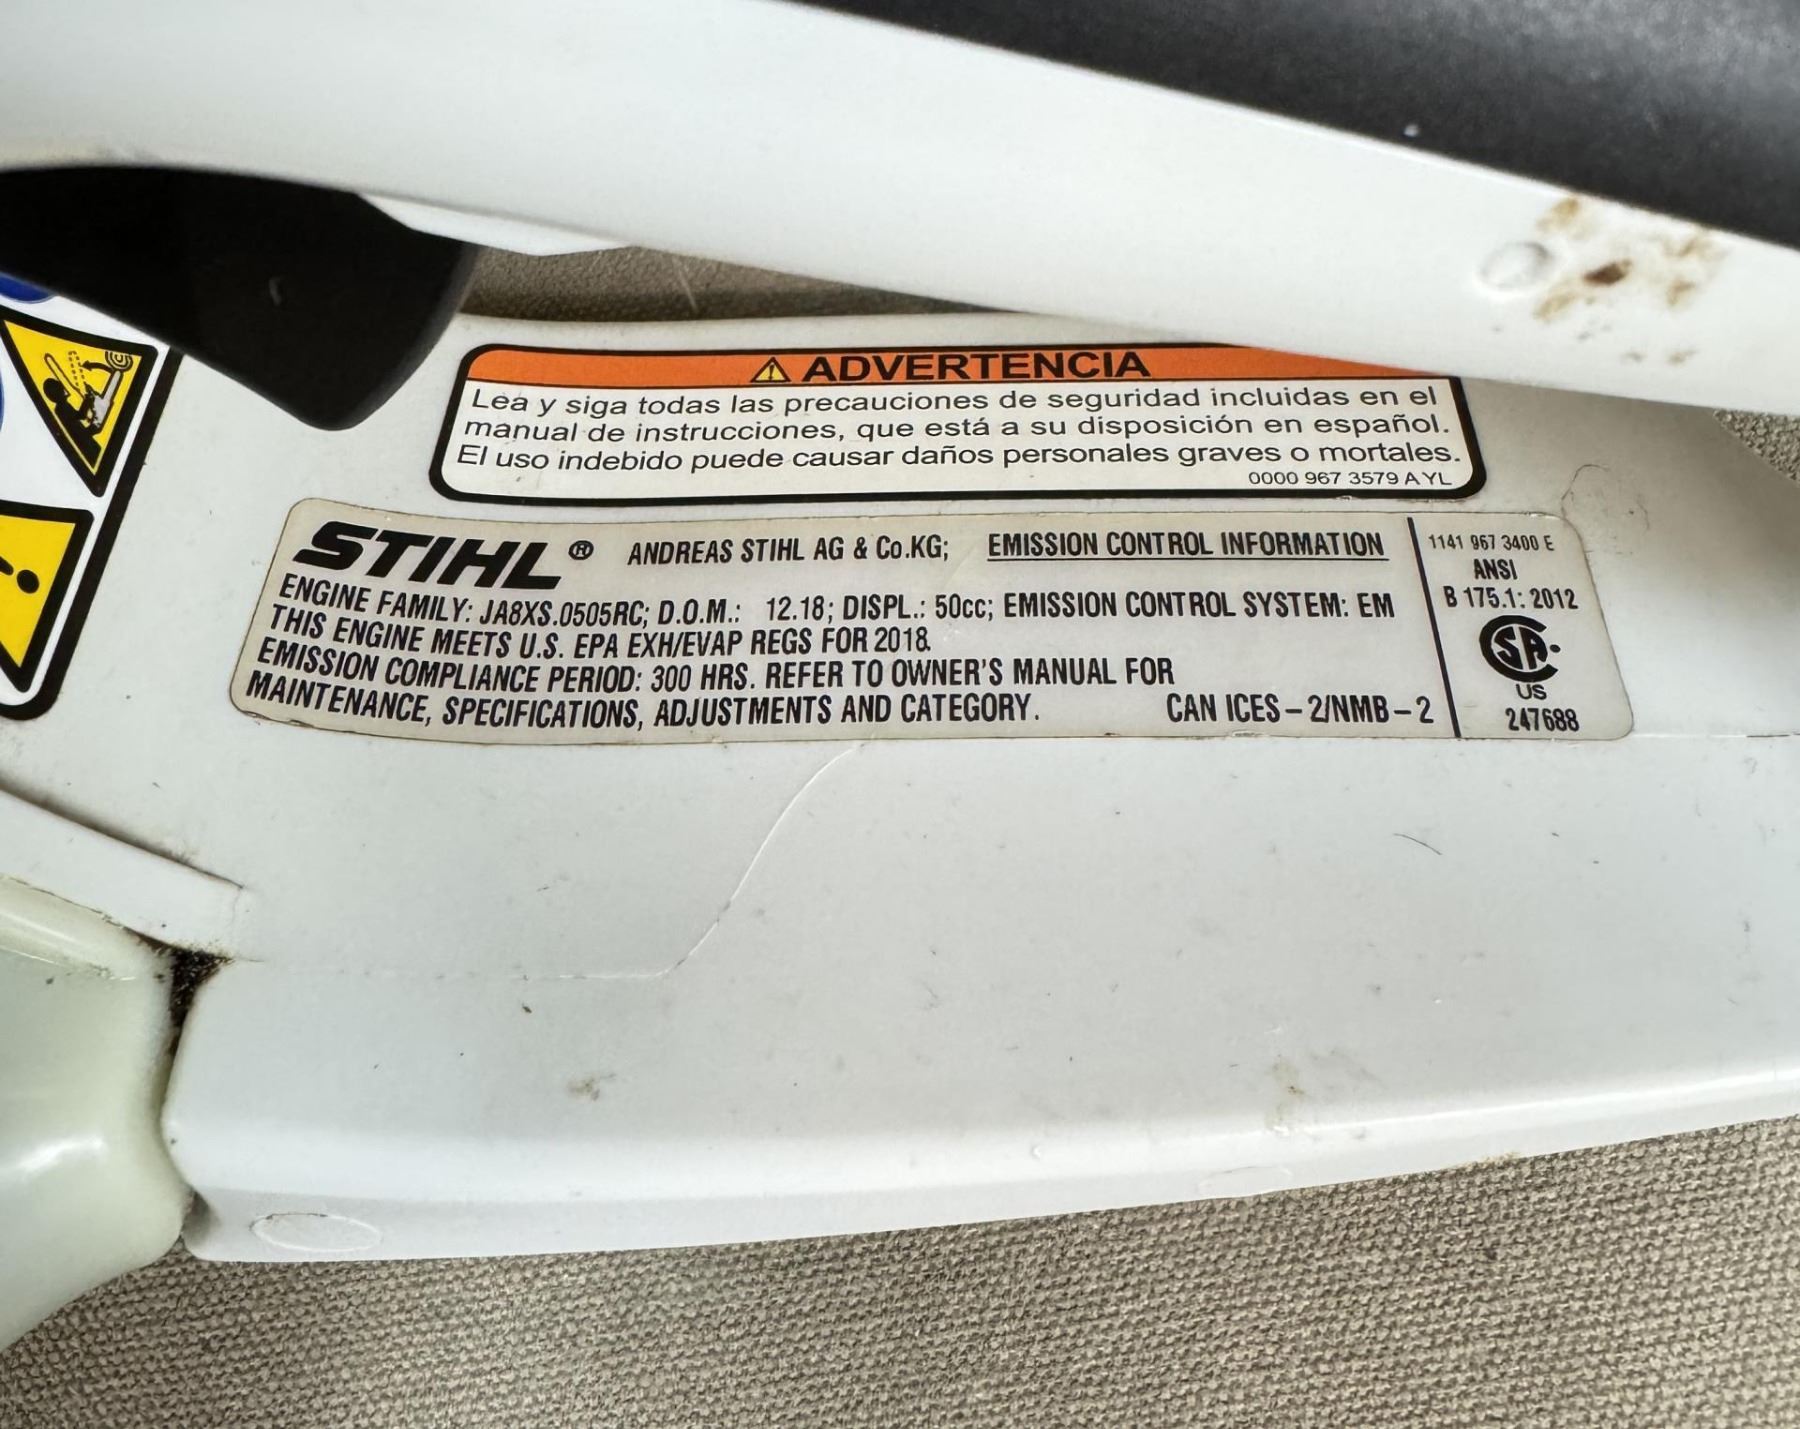 ADVERTENCIA
Lea y siga todas las precauciones de seguridad incluidas en el
manual de instrucciones, que está a su disposición en español.
El uso indebido puede causar daños personales graves o mortales.
0000 967 3579 A YL
STIHL® ANDREAS STIHL AG & Co.KG; EMISSION CONTROL INFORMATION
ENGINE FAMILY: JA8XS.0505RC; D.O.M.: 12.18; DISPL.: 50cc; EMISSION CONTROL SYSTEM: EM
THIS ENGINE MEETS U.S. EPA EXH/EVAP REGS FOR 2018.
EMISSION COMPLIANCE PERIOD: 300 HRS. REFER TO OWNER'S MANUAL FOR
MAINTENANCE, SPECIFICATIONS, ADJUSTMENTS AND CATEGORY. CAN ICES – 2/NMB – 2
1141 967 3400 E
ANSI
B 175.1: 2012
CSA
US
247688